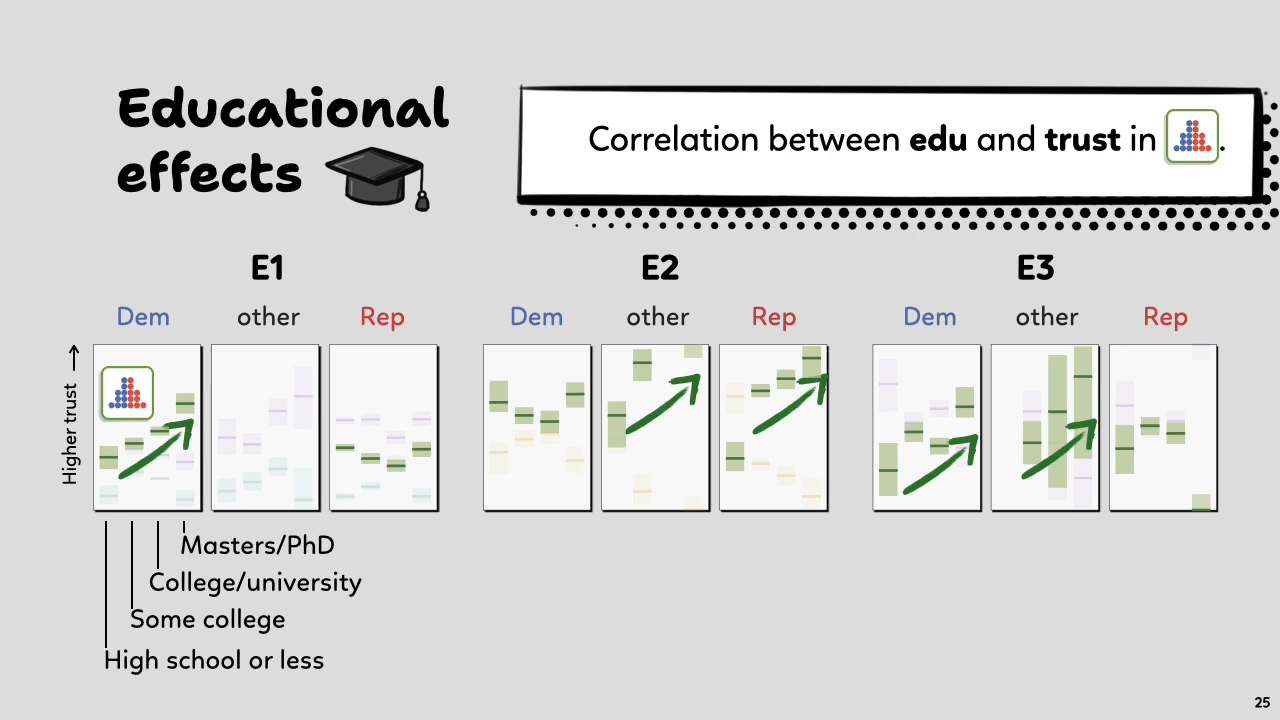 Educational
effects
Correlation between edu and trust in .
E1
E2
E3
Dem
other
Rep
Dem
other
Rep
Dem
other
Rep
Higher trust →
Masters/PhD
College/university
Some college
High school or less
25